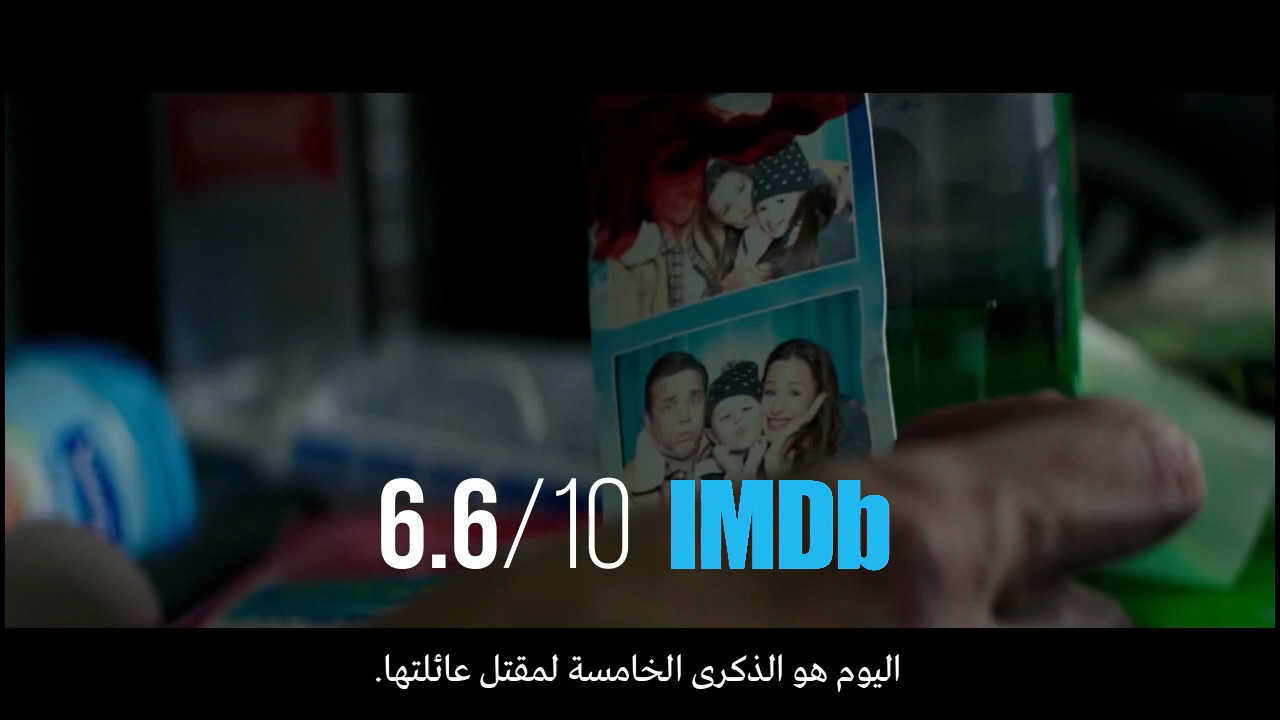 6.6/10 IMDb
اليوم هو الذكرى الخامسة لمقتل عائلتها.